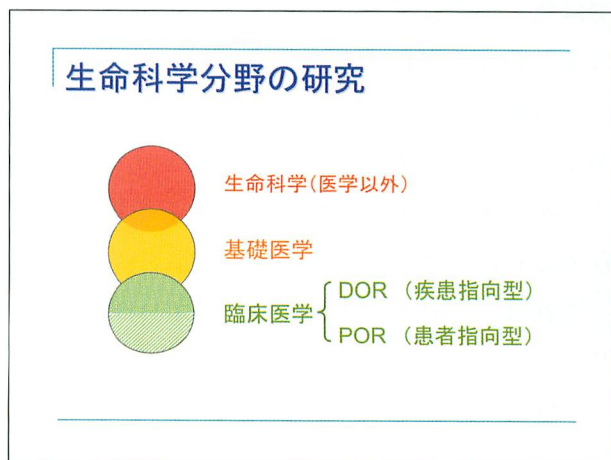 生命科学分野の研究
生命科学(医学以外)
基礎医学
臨床医学
DOR (疾患指向型)
POR (患者指向型)